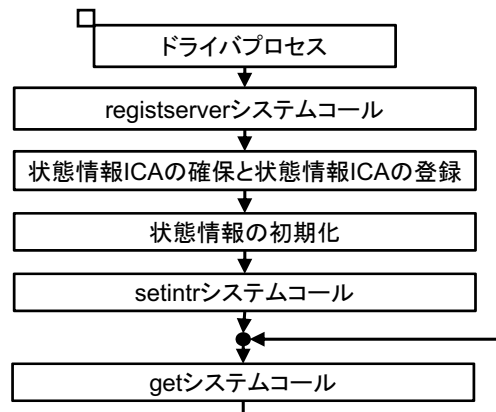 ドライバプロセス
registserverシステムコール
状態情報ICAの確保と状態情報ICAの登録
状態情報の初期化
setintrシステムコール
getシステムコール